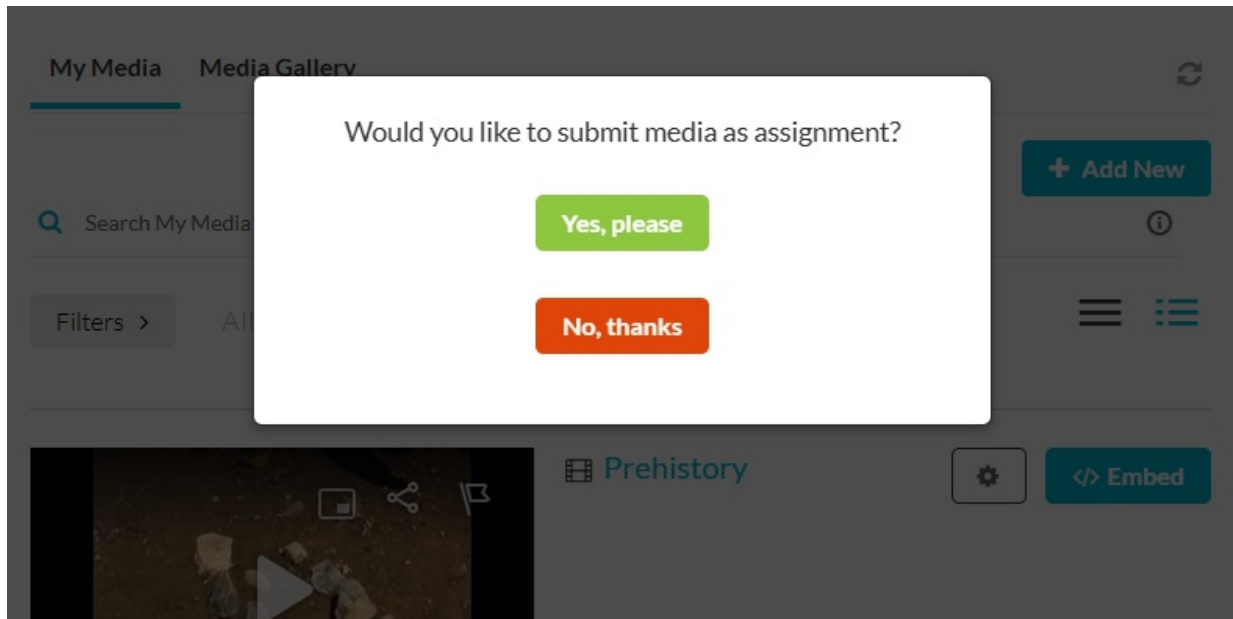 My Media Media Gallery
Would you like to submit media as assignment?
+ Add New
Search My Media
Yes, please
Filters > All
No, thanks
Prehistory
</> Embed